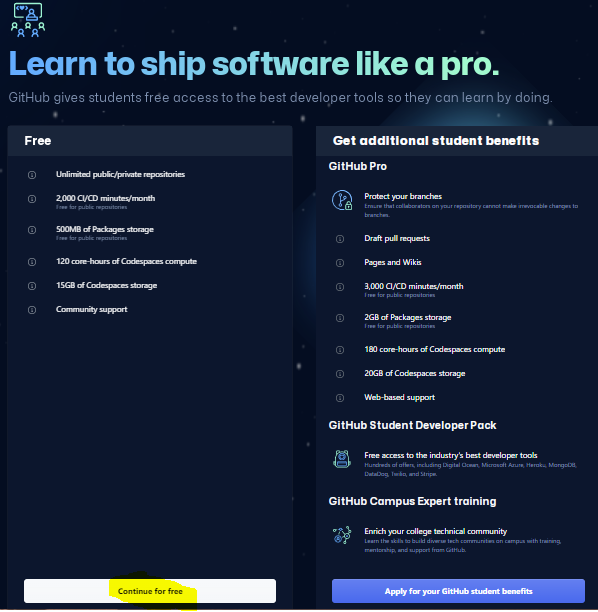 Learn to ship software like a pro.
GitHub gives students free access to the best developer tools so they can learn by doing.
Free
Unlimited public/private repositories
2,000 CI/CD minutes/month
Free for public repositories
500MB of Packages storage
Free for public repositories
120 core-hours of Codespaces compute
15GB of Codespaces storage
Community support
Continue for free
Get additional student benefits
GitHub Pro
Protect your branches
Ensure that collaborators on your repository cannot make irrevocable changes to
branches.
Draft pull requests
Pages and Wikis
3,000 CI/CD minutes/month
Free for public repositories
2GB of Packages storage
Free for public repositories
180 core-hours of Codespaces compute
20GB of Codespaces storage
Web-based support
GitHub Student Developer Pack
Free access to the industry's best developer tools
Hundreds of offers, including Digital Ocean, Microsoft Azure, Heroku, MongoDB,
DataDog, Twilio, and Stripe.
GitHub Campus Expert training
Enrich your college technical community
Learn the skills to build diverse tech communities on campus with training,
mentorship, and support from GitHub.
Apply for your GitHub student benefits